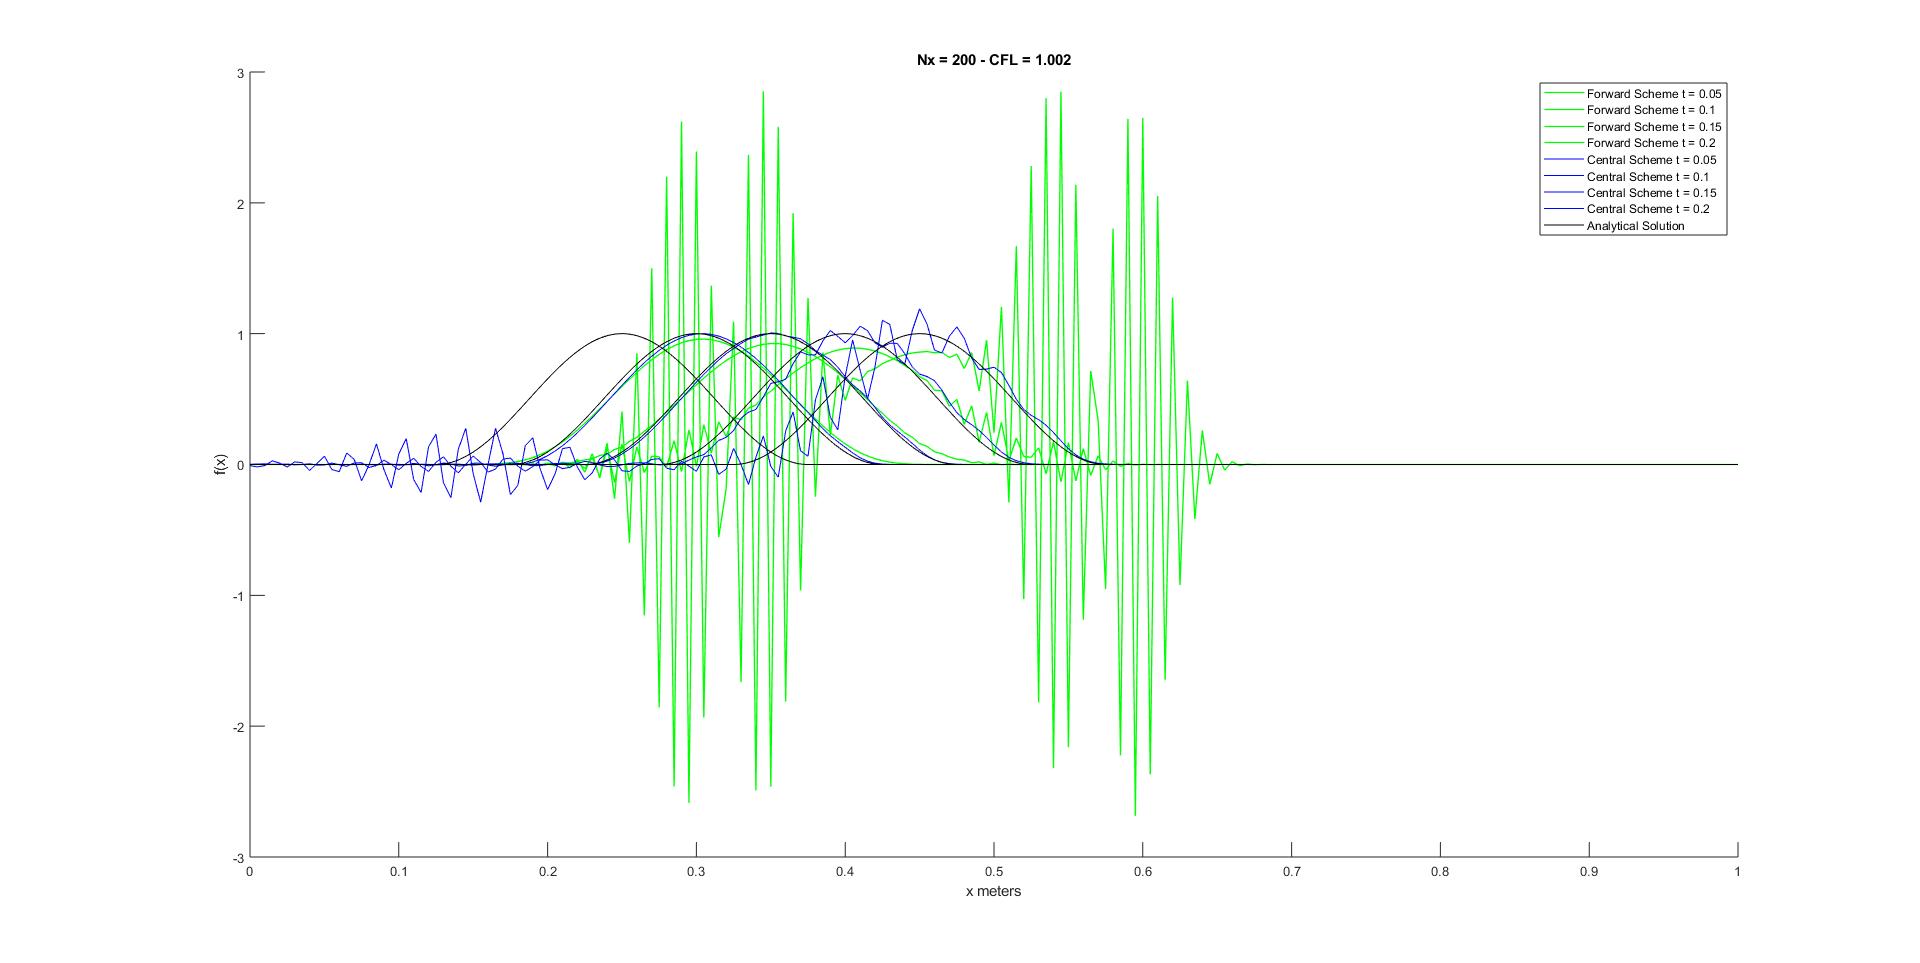 Nx = 200 - CFL = 1.002
3
2
1
0
-1
-2
-3
f(x)
Forward Scheme t = 0.05
Forward Scheme t = 0.1
Forward Scheme t = 0.15
Forward Scheme t = 0.2
Central Scheme t = 0.05
Central Scheme t = 0.1
Central Scheme t = 0.15
Central Scheme t = 0.2
Analytical Solution
0 0.1 0.2 0.3 0.4 0.5 0.6 0.7 0.8 0.9 1
x meters